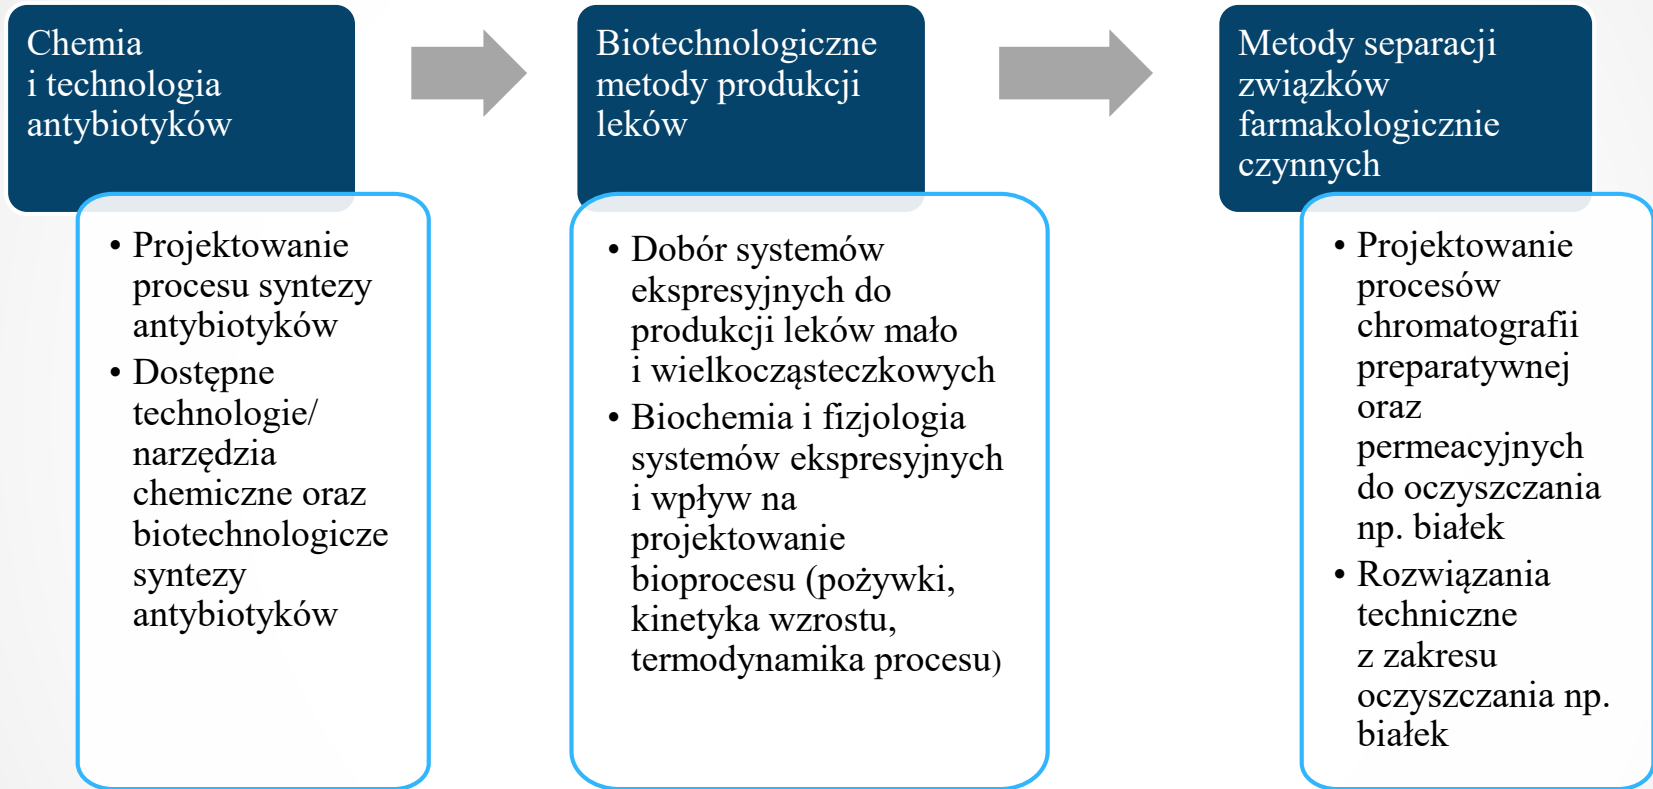 Chemia
i technologia
antybiotyków
• Projektowanie
procesu syntezy
antybiotyków
• Dostępne
technologie/
narzędzia
chemiczne oraz
biotechnologicze
syntezy
antybiotyków
Biotechnologiczne
metody produkcji
leków
• Dobór systemów
ekspresyjnych do
produkcji leków mało
i wielkocząsteczkowych
• Biochemia i fizjologia
systemów ekspresyjnych
i wpływ na
projektowanie
bioprocesu (pożywki,
kinetyka wzrostu,
termodynamika procesu)
Metody separacji
związków
farmakologicznie
czynnych
• Projektowanie
procesów
chromatografii
preparatywnej
oraz
permeacyjnych
do oczyszczania
np. białek
• Rozwiązania
techniczne
z zakresu
oczyszczania np.
białek